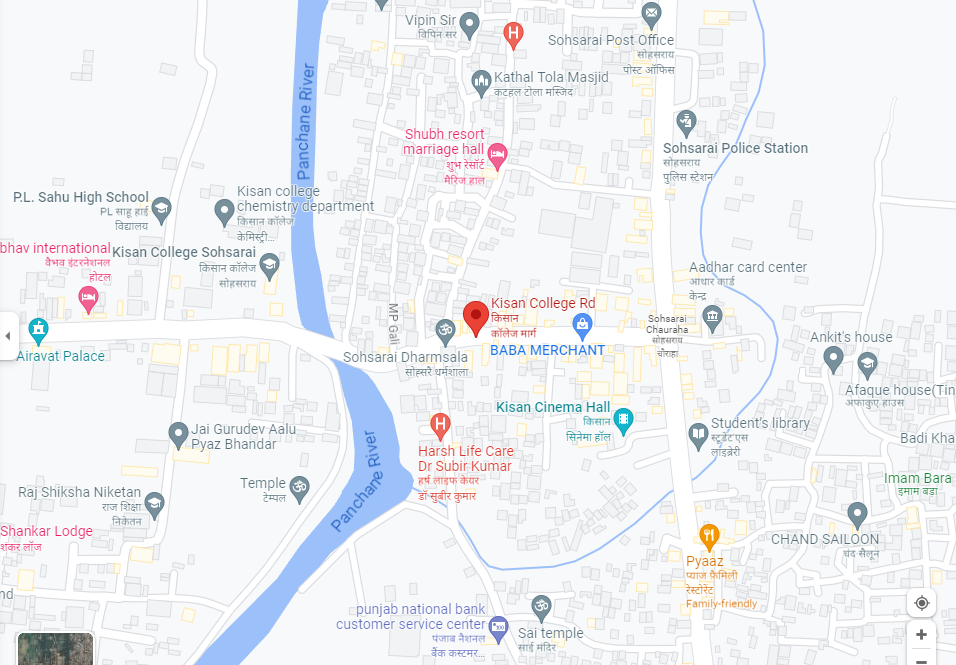 Vipin Sir
विपिन सर
Sohsarai Post Office
सोहसराय
पोस्ट ऑफिस
Kathal Tola Masjid
कटहल टोला मस्जिद
Panchane River
Shubh resort
marriage hall
शुभ रेसॉर्ट
मैरिज हाल
Sohsarai Police Station
सोहसराय
पुलिस स्टेशन
P.L. Sahu High School
PL साहू हाई
विद्यालय
Kisan college
chemistry department
किसान कॉलेज
केमिस्ट्री...
bhav international
वैभव इंटरनेशनल
होटल
Kisan College Sohsarai
किसान कॉलेज
सोहसराय
Aadhar card center
आधार कार्ड
केन्द्र
Kisan College Rd
किसान
कॉलेज मार्ग
MP Gali
Sohsarai
Chauraha
सोहसराय
चौराहा
Airavat Palace
Sohsarai Dharmsala
सोह्सरै धर्मशाला
BABA MERCHANT
Ankit's house
Afaque house(Tin
अफाकुए हाउस
Kisan Cinema Hall
किसान
सिनेमा हॉल
Jai Gurudev Aalu
Pyaz Bhandar
Harsh Life Care
Dr Subir Kumar
हर्ष लाइफ केयर
डॉ सुबीर कुमार
Student's library
स्टूडेंट'एस
लाइब्रेरी
Badi Kha
Panchane River
Temple
टेम्पल
Raj Shiksha Niketan
राज शिक्षा
निकेतन
Imam Bara
इमाम बड़ा
Shankar Lodge
शंकर लॉज
CHAND SAILOON
चंद सैलून
Pyaaz
प्याज फैमिली
रेस्टोरेंट
Family-friendly
nd
punjab national bank
customer service center
पंजाब नैशनल
बैंक कस्टमर...
Sai temple
साई मंदिर